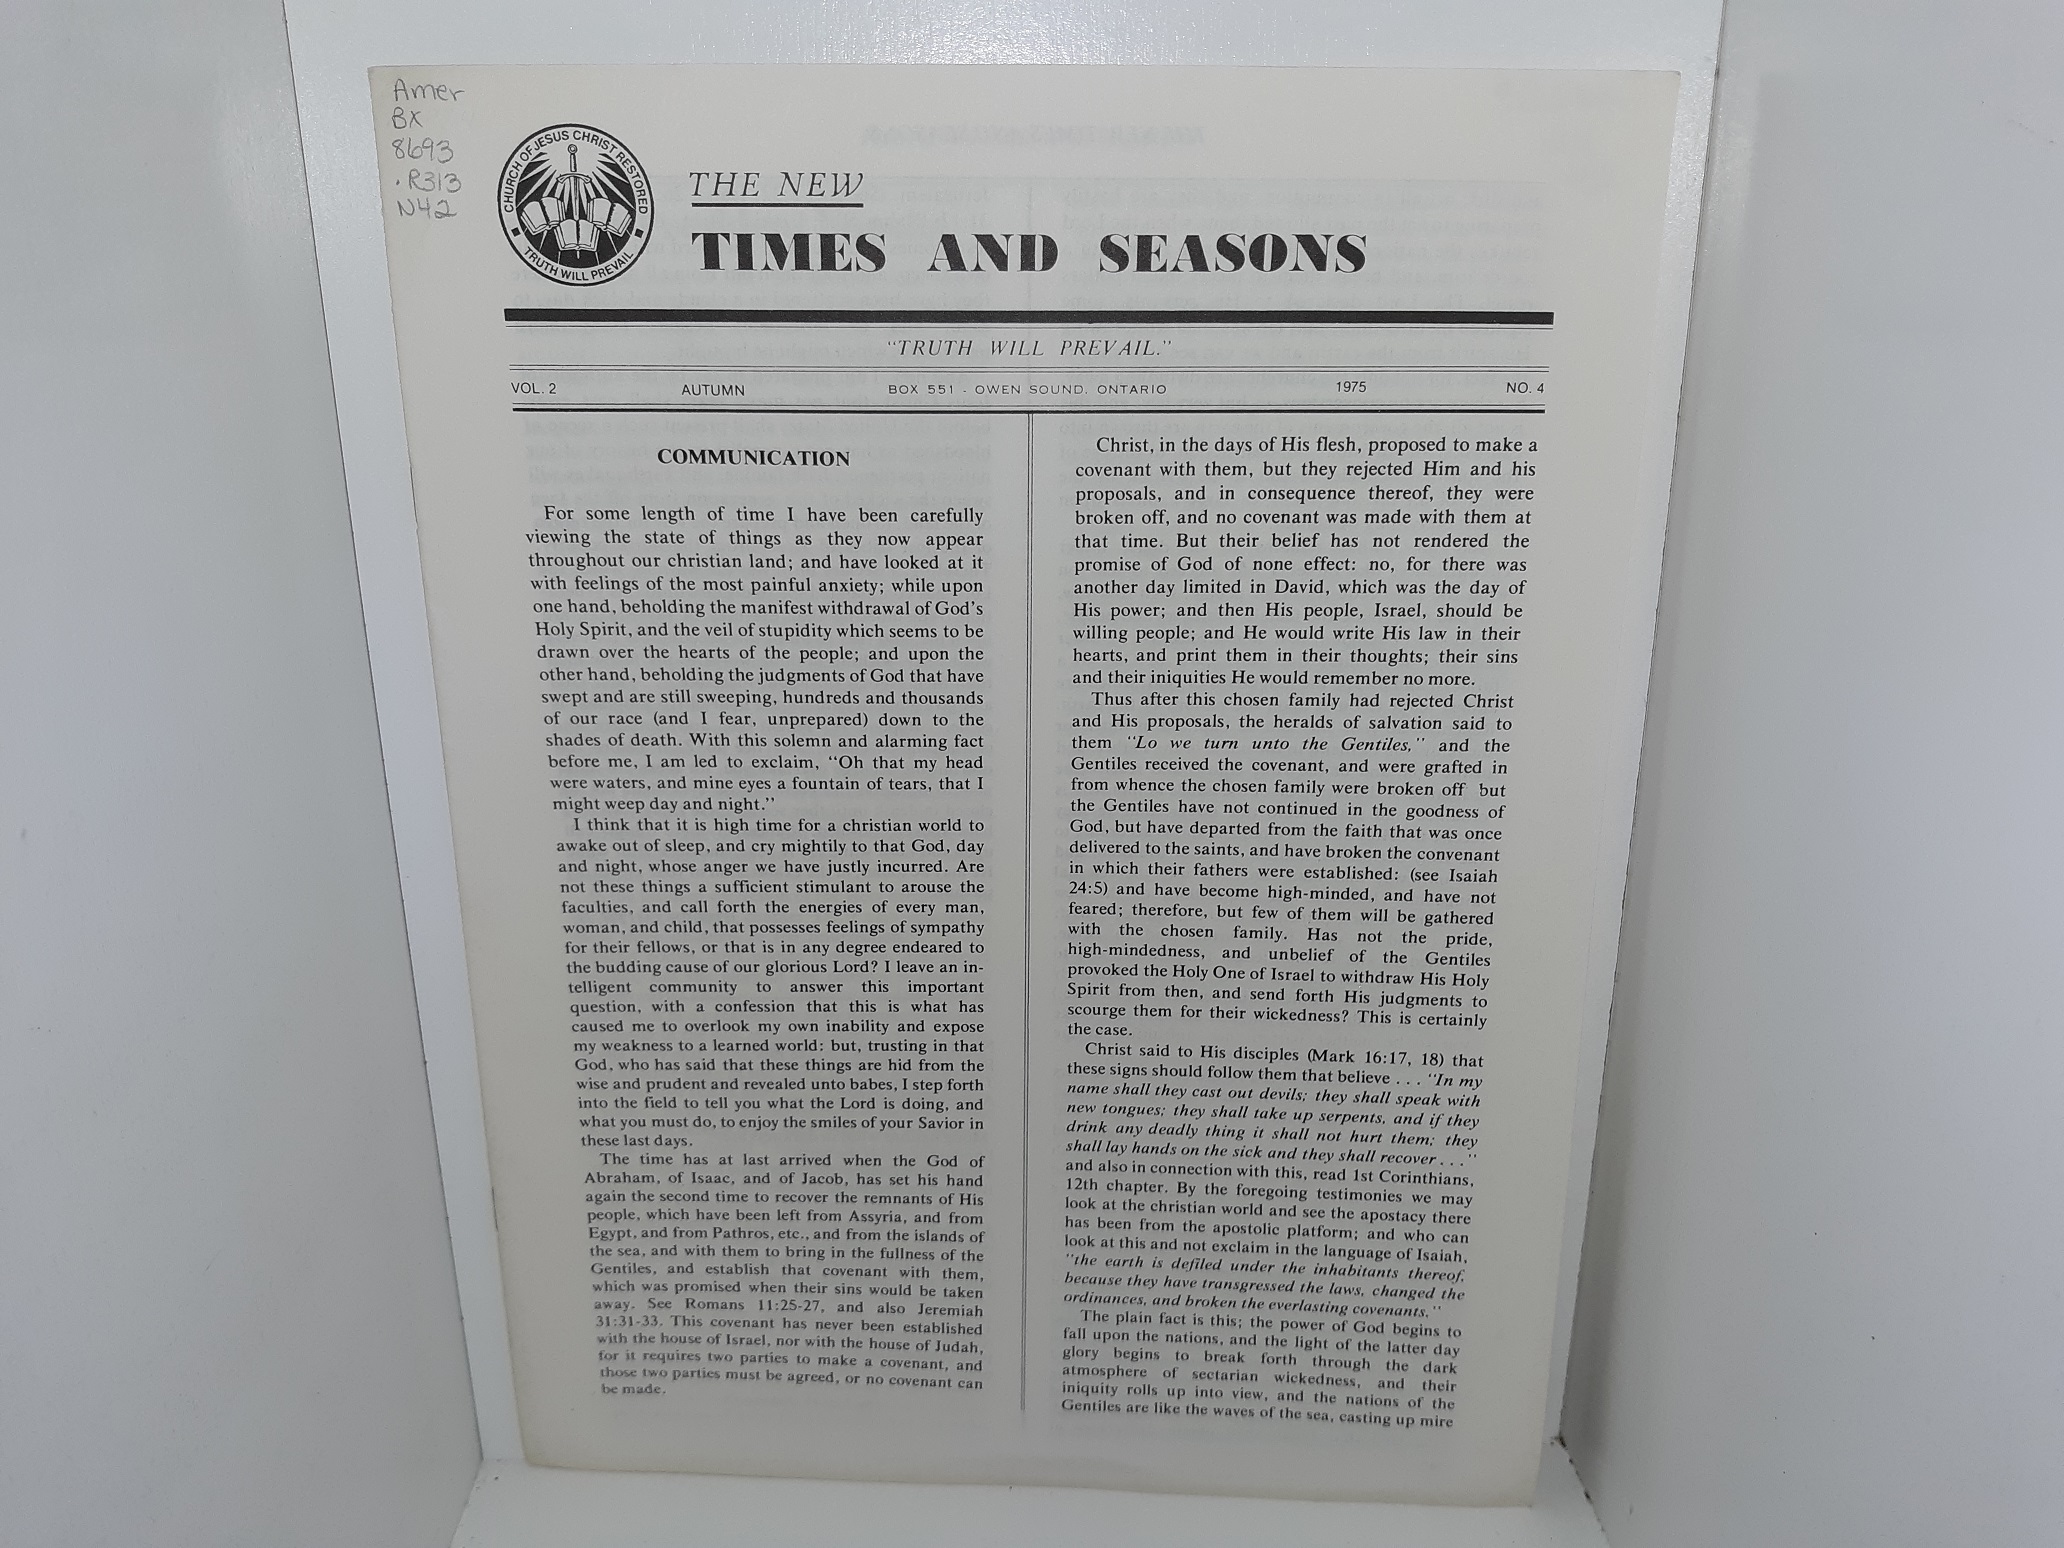 Amer
BX
8693
.R313
N42
CHURCH OF JESUS CHRIST RESTORED
TRUTH WILL PREVAIL
THE NEW
TIMES AND SEASONS
"TRUTH WILL PREVAIL."
VOL. 2 AUTUMN BOX 551 - OWEN SOUND, ONTARIO 1975 NO. 4
COMMUNICATION
For some length of time I have been carefully
viewing the state of things as they now appear
throughout our christian land; and have looked at it
with feelings of the most painful anxiety; while upon
one hand, beholding the manifest withdrawal of God's
Holy Spirit, and the veil of stupidity which seems to be
drawn over the hearts of the people; and upon the
other hand, beholding the judgments of God that have
swept and are still sweeping, hundreds and thousands
of our race (and I fear, unprepared) down to the
shades of death. With this solemn and alarming fact
before me, I am led to exclaim, "Oh that my head
were waters, and mine eyes a fountain of tears, that I
might weep day and night."
I think that it is high time for a christian world to
awake out of sleep, and cry mightily to that God, day
and night, whose anger we have justly incurred. Are
not these things a sufficient stimulant to arouse the
faculties, and call forth the energies of every man,
woman, and child, that possesses feelings of sympathy
for their fellows, or that is in any degree endeared to
the budding cause of our glorious Lord? I leave an in-
telligent community to answer this important
question, with a confession that this is what has
caused me to overlook my own inability and expose
my weakness to a learned world: but, trusting in that
God, who has said that these things are hid from the
wise and prudent and revealed unto babes, I step forth
into the field to tell you what the Lord is doing, and
what you must do, to enjoy the smiles of your Savior in
these last days.
The time has at last arrived when the God of
Abraham, of Isaac, and of Jacob, has set his hand
again the second time to recover the remnants of His
people, which have been left from Assyria, and from
Egypt, and from Pathros, etc., and from the islands of
the sea, and with them to bring in the fullness of the
Gentiles, and establish that covenant with them,
which was promised when their sins would be taken
away. See Romans 11:25-27, and also Jeremiah
31:31-33. This covenant has never been established
with the house of Israel, nor with the house of Judah,
for it requires two parties to make a covenant, and
those two parties must be agreed, or no covenant can
be made.
Christ, in the days of His flesh, proposed to make a
covenant with them, but they rejected Him and his
proposals, and in consequence thereof, they were
broken off, and no covenant was made with them at
that time. But their belief has not rendered the
promise of God of none effect: no, for there was
another day limited in David, which was the day of
His power; and then His people, Israel, should be
willing people; and He would write His law in their
hearts, and print them in their thoughts; their sins
and their iniquities He would remember no more.
Thus after this chosen family had rejected Christ
and His proposals, the heralds of salvation said to
them "Lo we turn unto the Gentiles," and the
Gentiles received the covenant, and were grafted in
from whence the chosen family were broken off but
the Gentiles have not continued in the goodness of
God, but have departed from the faith that was once
delivered to the saints, and have broken the convenant
in which their fathers were established: (see Isaiah
24:5) and have become high-minded, and have not
feared; therefore, but few of them will be gathered
with the chosen family. Has not the pride,
high-mindedness, and unbelief of the Gentiles
provoked the Holy One of Israel to withdraw His Holy
Spirit from then, and send forth His judgments to
scourge them for their wickedness? This is certainly
the case.
Christ said to His disciples (Mark 16:17, 18) that
these signs should follow them that believe . . . "In my
name shall they cast out devils; they shall speak with
new tongues; they shall take up serpents, and if they
drink any deadly thing it shall not hurt them; they
shall lay hands on the sick and they shall recover . . ."
and also in connection with this, read 1st Corinthians,
12th chapter. By the foregoing testimonies we may
look at the christian world and see the apostacy there
has been from the apostolic platform; and who can
look at this and not exclaim in the language of Isaiah,
"the earth is defiled under the inhabitants thereof,
because they have transgressed the laws, changed the
ordinances, and broken the everlasting covenants."
The plain fact is this; the power of God begins to
fall upon the nations, and the light of the latter day
glory begins to break forth through the dark
atmosphere of sectarian wickedness, and their
iniquity rolls up into view, and the nations of the
Gentiles are like the waves of the sea, casting up mire